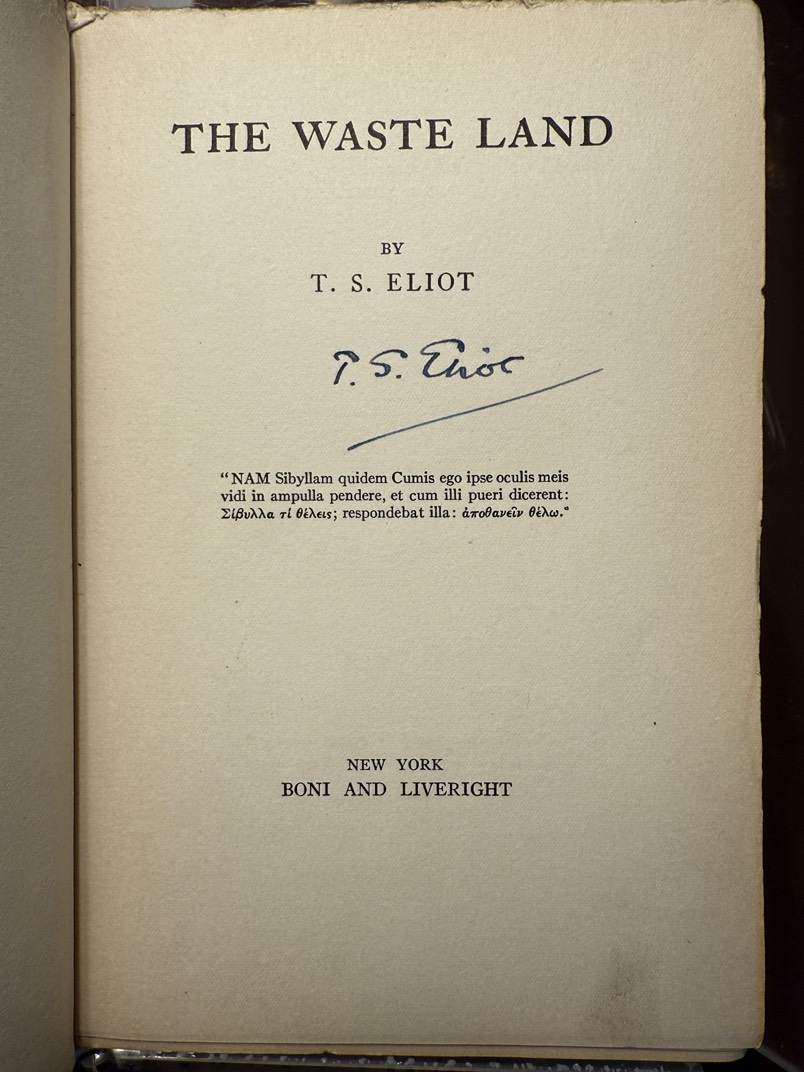 THE WASTE LAND
BY
T. S. ELIOT
T. S. Eliot
“NAM Sibyllam quidem Cumis ego ipse oculis meis
vidi in ampulla pendere, et cum illi pueri dicerent:
Σίβυλλα τί θέλεις; respondebat illa: ἀποθανεῖν θέλω.”
NEW YORK
BONI AND LIVERIGHT